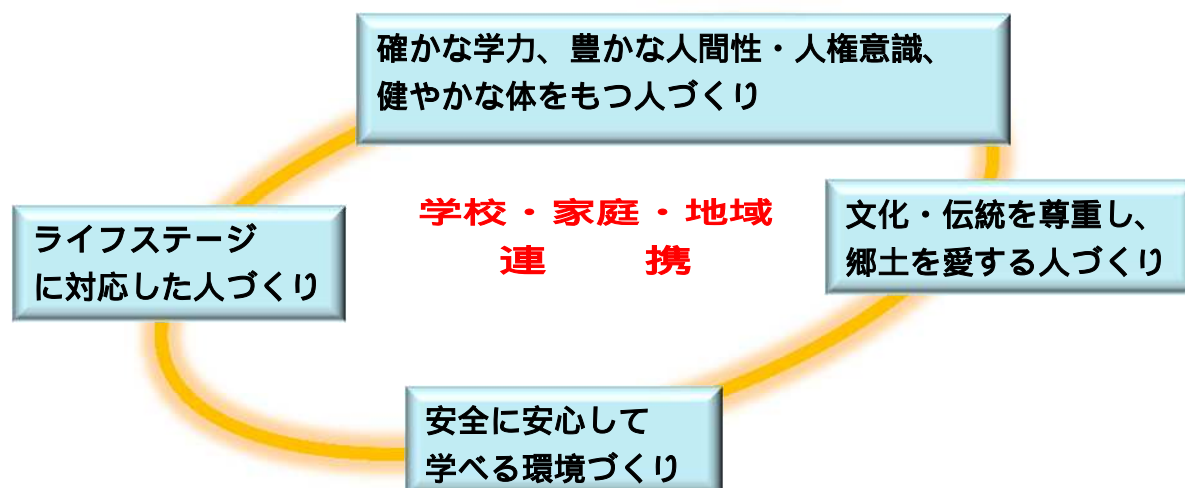 確かな学力、豊かな人間性・人権意識、
健やかな体をもつ人づくり
学校・家庭・地域
連　　携
文化・伝統を尊重し、
郷土を愛する人づくり
ライフステージ
に対応した人づくり
安全に安心して
学べる環境づくり